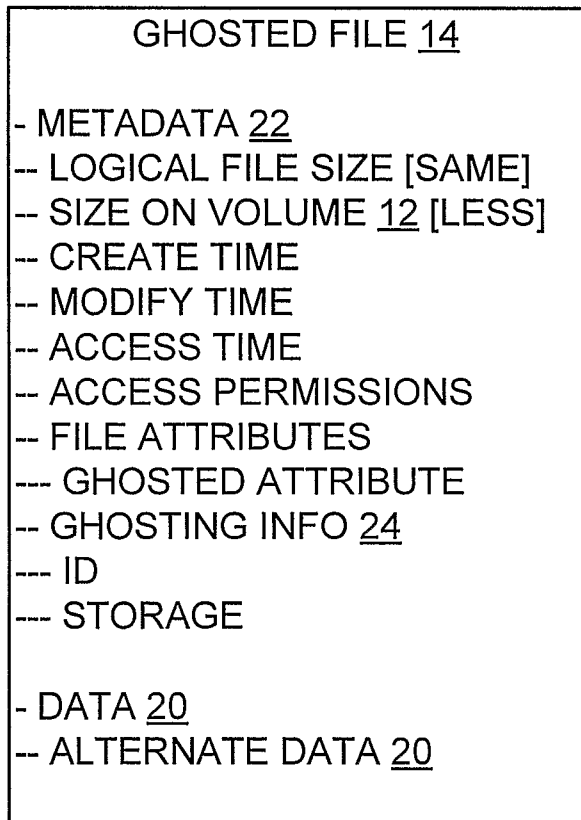 GHOSTED FILE 14
- METADATA 22
-- LOGICAL FILE SIZE [SAME]
-- SIZE ON VOLUME 12 [LESS]
-- CREATE TIME
-- MODIFY TIME
-- ACCESS TIME
-- ACCESS PERMISSIONS
-- FILE ATTRIBUTES
--- GHOSTED ATTRIBUTE
-- GHOSTING INFO 24
--- ID
--- STORAGE
- DATA 20
-- ALTERNATE DATA 20